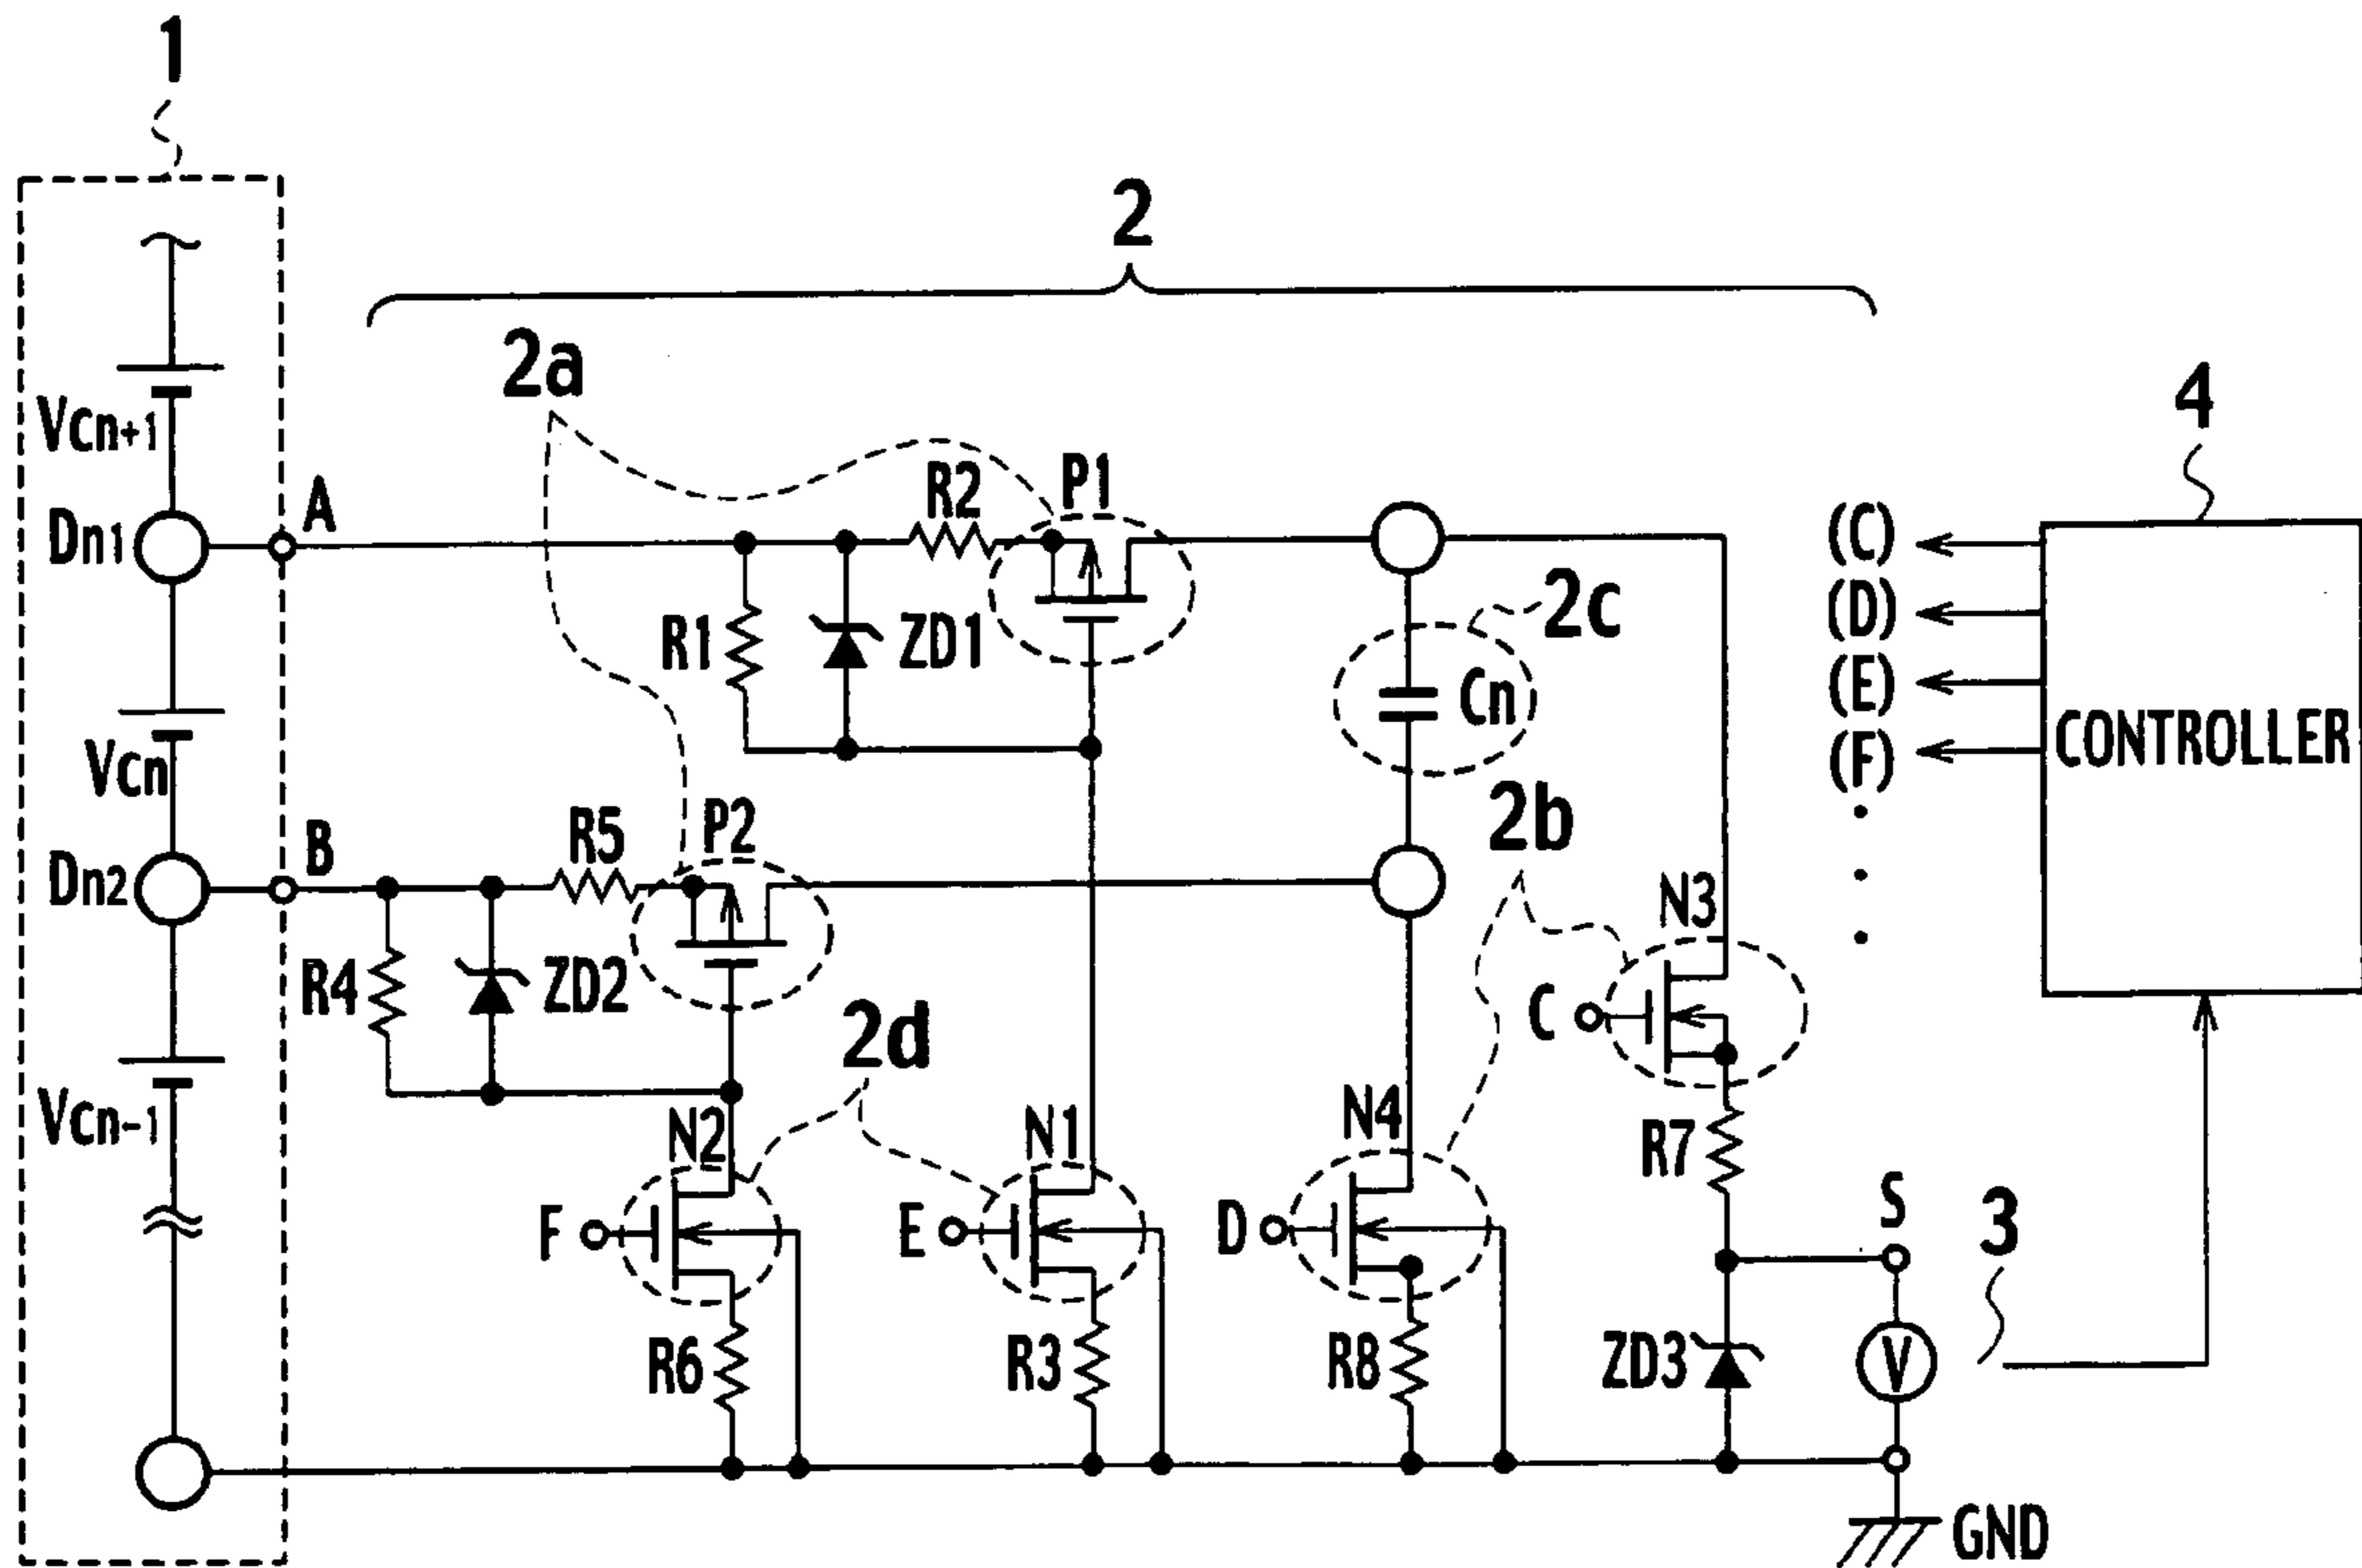 1
2
2a
4
Vcn+1
A
R2
P1
(C)
Dn1
2c
(D)
R1
ZD1
(E)
Cn
CONTROLLER
(F)
Vcn
2b
B
R5
P2
Dn2
N3
R4
ZD2
C
2d
Vcn-1
N2
N1
N4
R7
S
3
F
E
D
R6
R3
R8
ZD3
V
GND